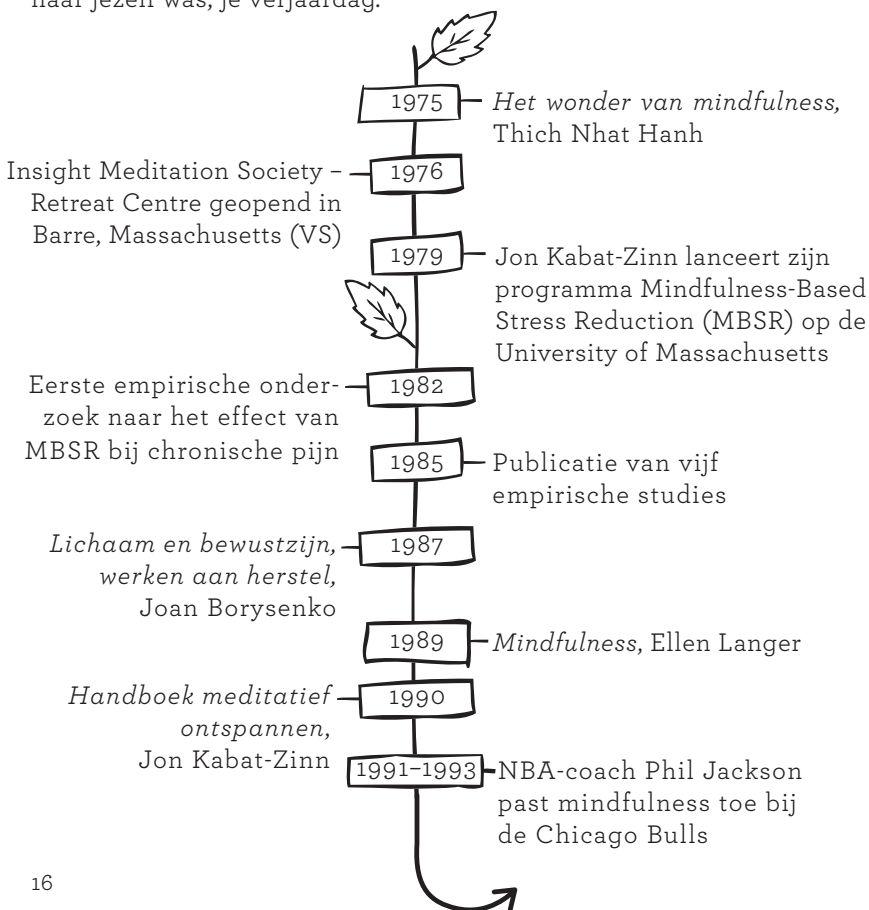 naar jezelf was, je verjaardag.
1975
Het wonder van mindfulness,
Thich Nhat Hanh
Insight Meditation Society –
Retreat Centre geopend in
Barre, Massachusetts (VS)
1976
1979
Jon Kabat-Zinn lanceert zijn
programma Mindfulness-Based
Stress Reduction (MBSR) op de
University of Massachusetts
Eerste empirische onder-
zoek naar het effect van
MBSR bij chronische pijn
1982
1985
Publicatie van vijf
empirische studies
Lichaam en bewustzijn,
werken aan herstel,
Joan Borysenko
1987
1989
Mindfulness, Ellen Langer
Handboek meditatief
ontspannen,
Jon Kabat-Zinn
1990
1991–1993
NBA-coach Phil Jackson
past mindfulness toe bij
de Chicago Bulls
16